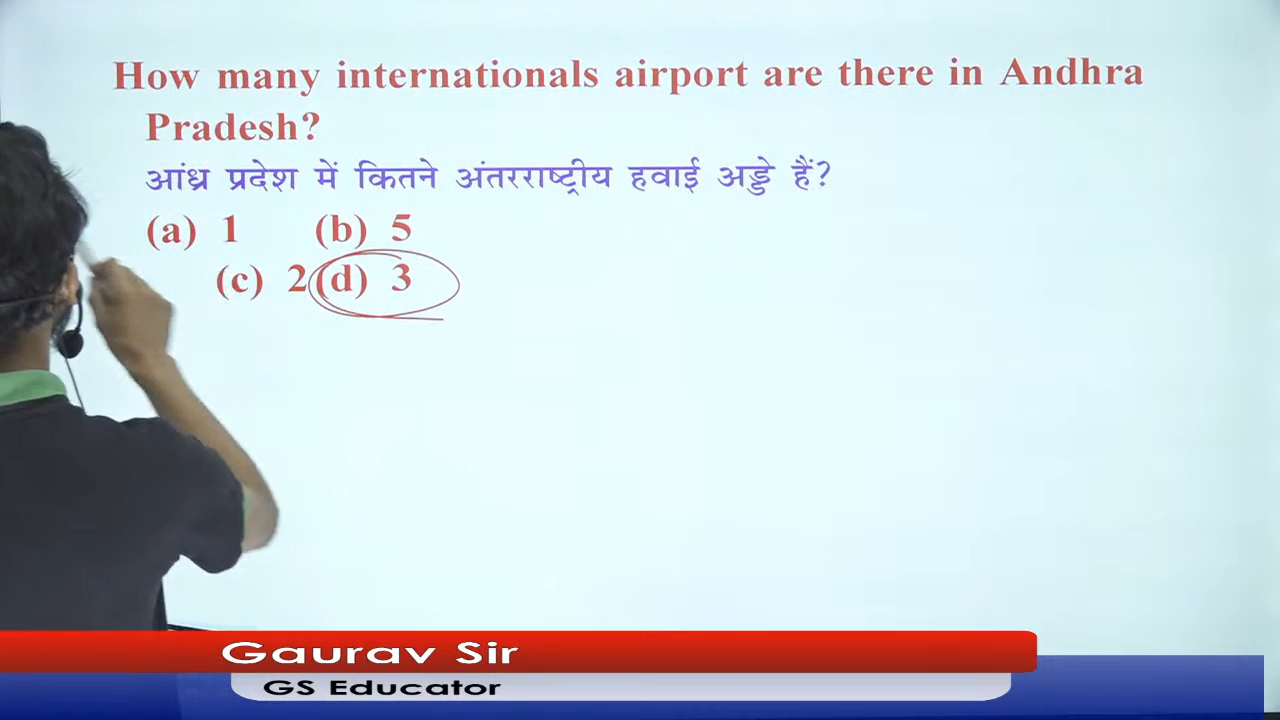 How many internationals airport are there in Andhra
Pradesh?
आंध्र प्रदेश में कितने अंतरराष्ट्रीय हवाई अड्डे हैं?
(a) 1 (b) 5
(c) 2 (d) 3
Gaurav Sir
GS Educator